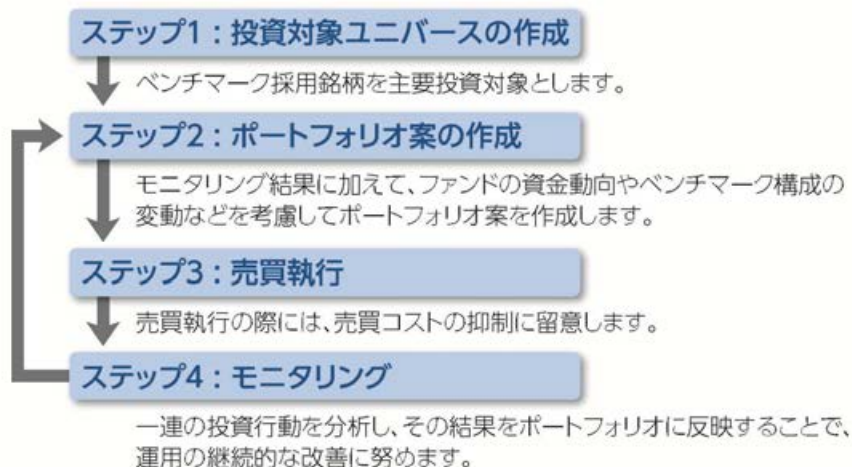 ステップ1：投資対象ユニバースの作成
ベンチマーク採用銘柄を主要投資対象とします。
ステップ2：ポートフォリオ案の作成
モニタリング結果に加えて、ファンドの資金動向やベンチマーク構成の
変動などを考慮してポートフォリオ案を作成します。
ステップ3：売買執行
売買執行の際には、売買コストの抑制に留意します。
ステップ4：モニタリング
一連の投資行動を分析し、その結果をポートフォリオに反映することで、
運用の継続的な改善に努めます。